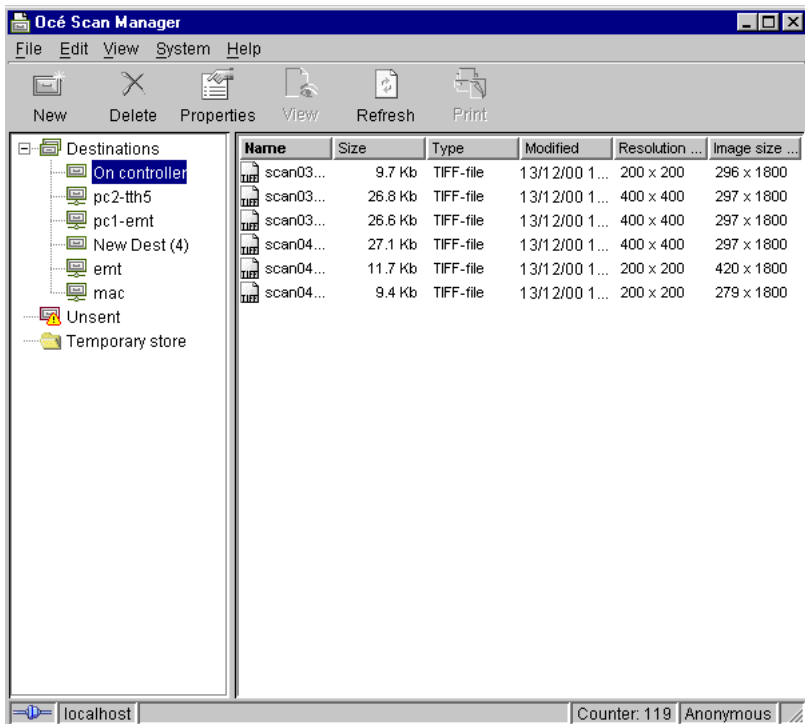 Océ Scan Manager
File Edit View System Help
New Delete Properties View Refresh Print
Destinations
On controller
pc2-tth5
pc1-emt
New Dest (4)
emt
mac
Unsent
Temporary store
Name Size Type Modified Resolution ... Image size ...
TIFF scan03... 9.7 Kb TIFF-file 13/12/00 1... 200 x 200 296 x 1800
TIFF scan03... 26.8 Kb TIFF-file 13/12/00 1... 400 x 400 297 x 1800
TIFF scan03... 26.6 Kb TIFF-file 13/12/00 1... 400 x 400 297 x 1800
TIFF scan04... 27.1 Kb TIFF-file 13/12/00 1... 400 x 400 297 x 1800
TIFF scan04... 11.7 Kb TIFF-file 13/12/00 1... 200 x 200 420 x 1800
TIFF scan04... 9.4 Kb TIFF-file 13/12/00 1... 200 x 200 279 x 1800
localhost Counter: 119 Anonymous